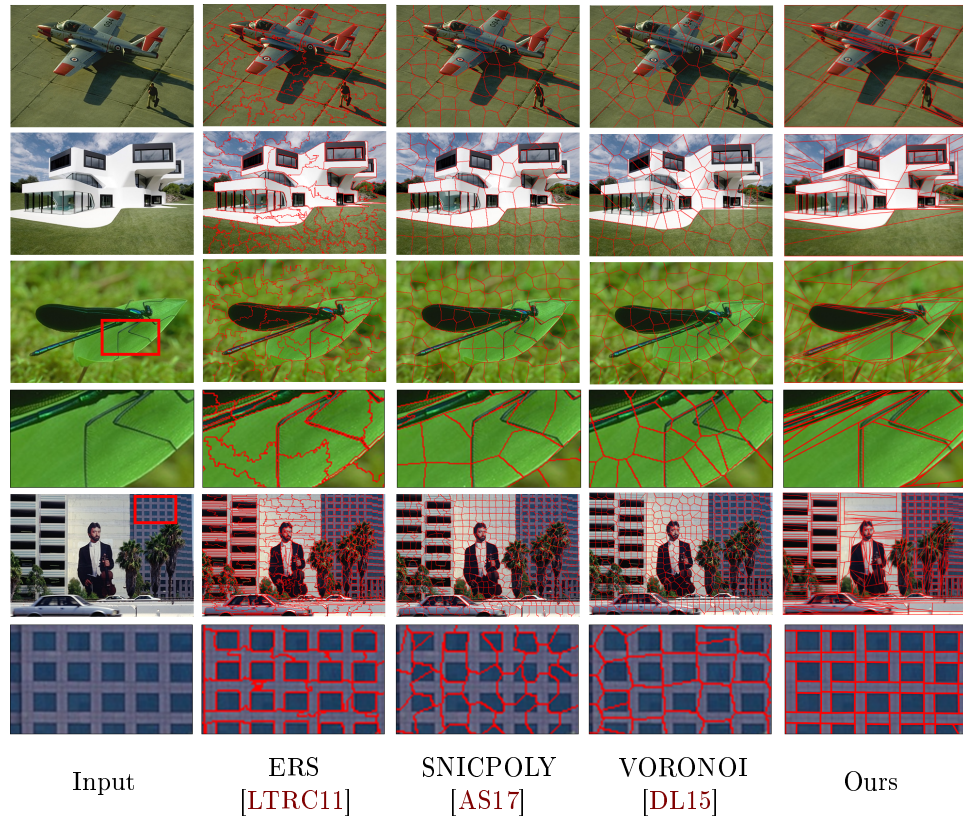 Input
ERS
[LTRC11]
SNICPOLY
[AS17]
VORONOI
[DL15]
Ours